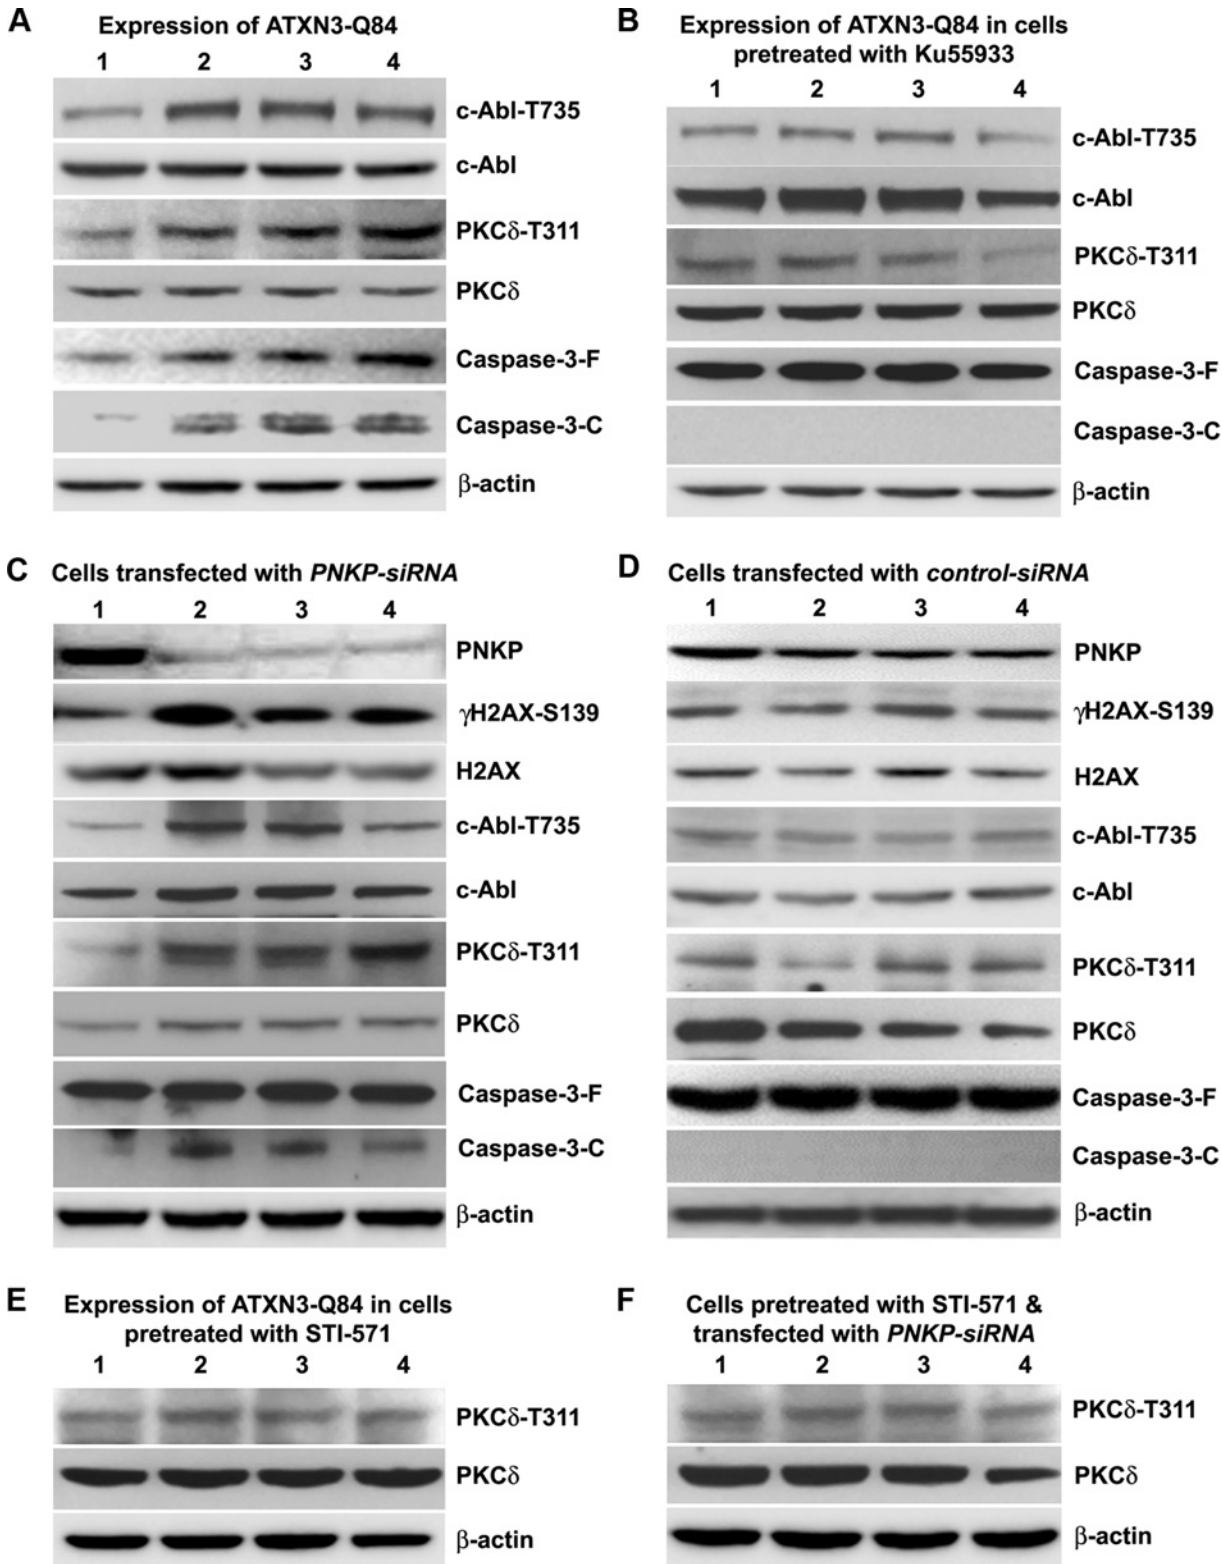 A
Expression of ATXN3-Q84
1 2 3 4
c-Abl-T735
c-Abl
PKCδ-T311
PKCδ
Caspase-3-F
Caspase-3-C
β-actin
B
Expression of ATXN3-Q84 in cells
pretreated with Ku55933
1 2 3 4
c-Abl-T735
c-Abl
PKCδ-T311
PKCδ
Caspase-3-F
Caspase-3-C
β-actin
C
Cells transfected with PNKP-siRNA
1 2 3 4
PNKP
γH2AX-S139
H2AX
c-Abl-T735
c-Abl
PKCδ-T311
PKCδ
Caspase-3-F
Caspase-3-C
β-actin
D
Cells transfected with control-siRNA
1 2 3 4
PNKP
γH2AX-S139
H2AX
c-Abl-T735
c-Abl
PKCδ-T311
PKCδ
Caspase-3-F
Caspase-3-C
β-actin
E
Expression of ATXN3-Q84 in cells
pretreated with STI-571
1 2 3 4
PKCδ-T311
PKCδ
β-actin
F
Cells pretreated with STI-571 &
transfected with PNKP-siRNA
1 2 3 4
PKCδ-T311
PKCδ
β-actin